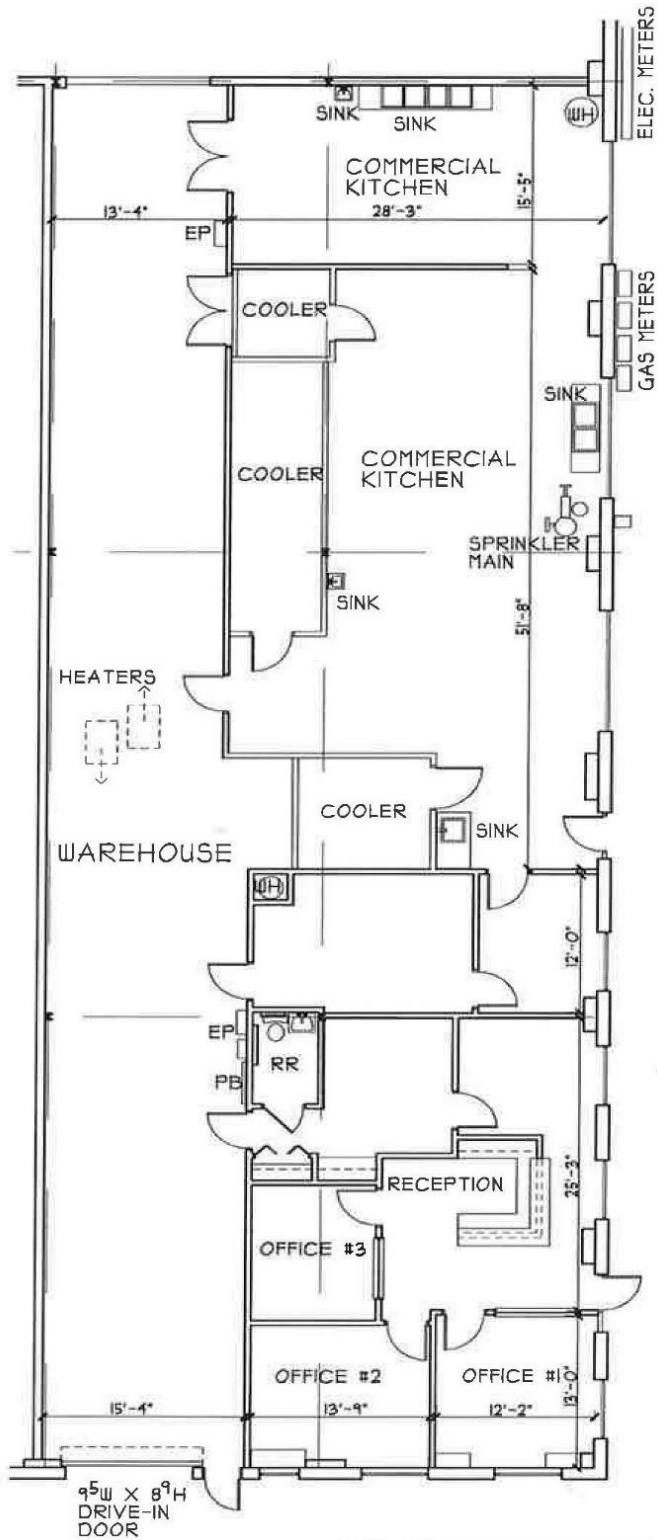 ELEC. METERS
SINK
SINK
WH
COMMERCIAL
KITCHEN
15'-5"
13'-4"
28'-3"
EP
GAS METERS
COOLER
SINK
COMMERCIAL
KITCHEN
COOLER
SPRINKLER
MAIN
SINK
51'-8"
HEATERS
COOLER
SINK
WAREHOUSE
WH
12'-0"
EP
RR
PB
RECEPTION
25'-3"
OFFICE #3
OFFICE #2
OFFICE #1
13'-0"
15'-4"
13'-9"
12'-2"
9⁵W X 8⁹H
DRIVE-IN
DOOR